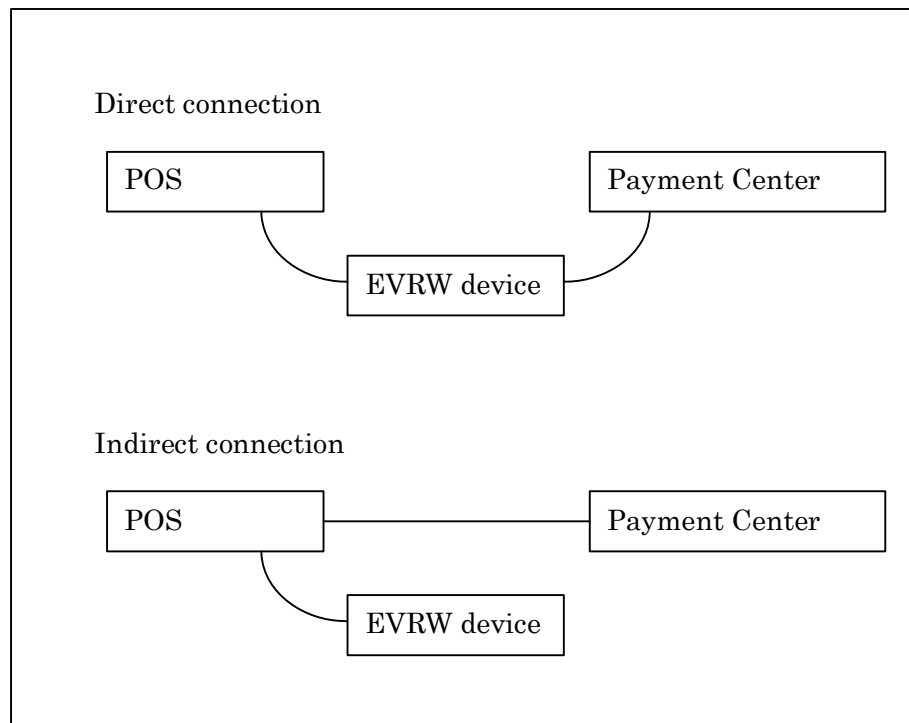 Direct connection
POS
Payment Center
EVRW device
Indirect connection
POS
Payment Center
EVRW device